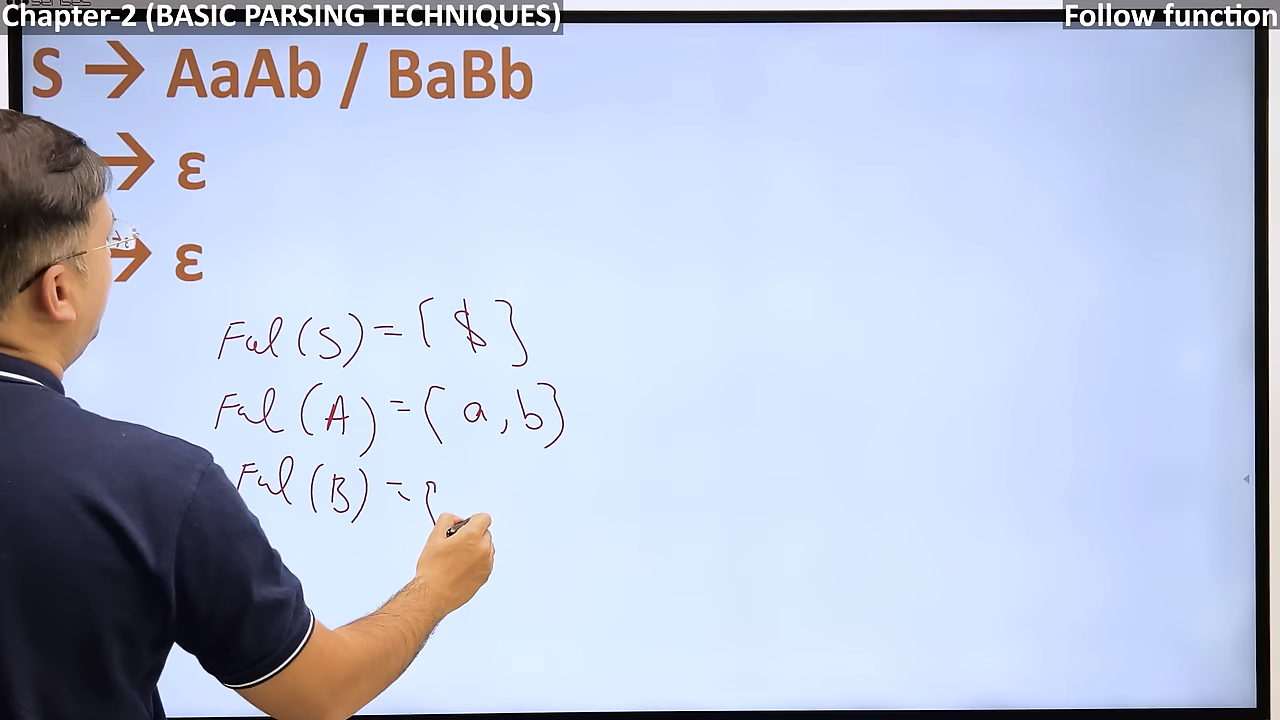 Chapter-2 (BASIC PARSING TECHNIQUES)
Follow function
S → AaAb / BaBb
→ ε
→ ε
Fol(S) = { $ }
Fol(A) = { a, b }
Fol(B) = {